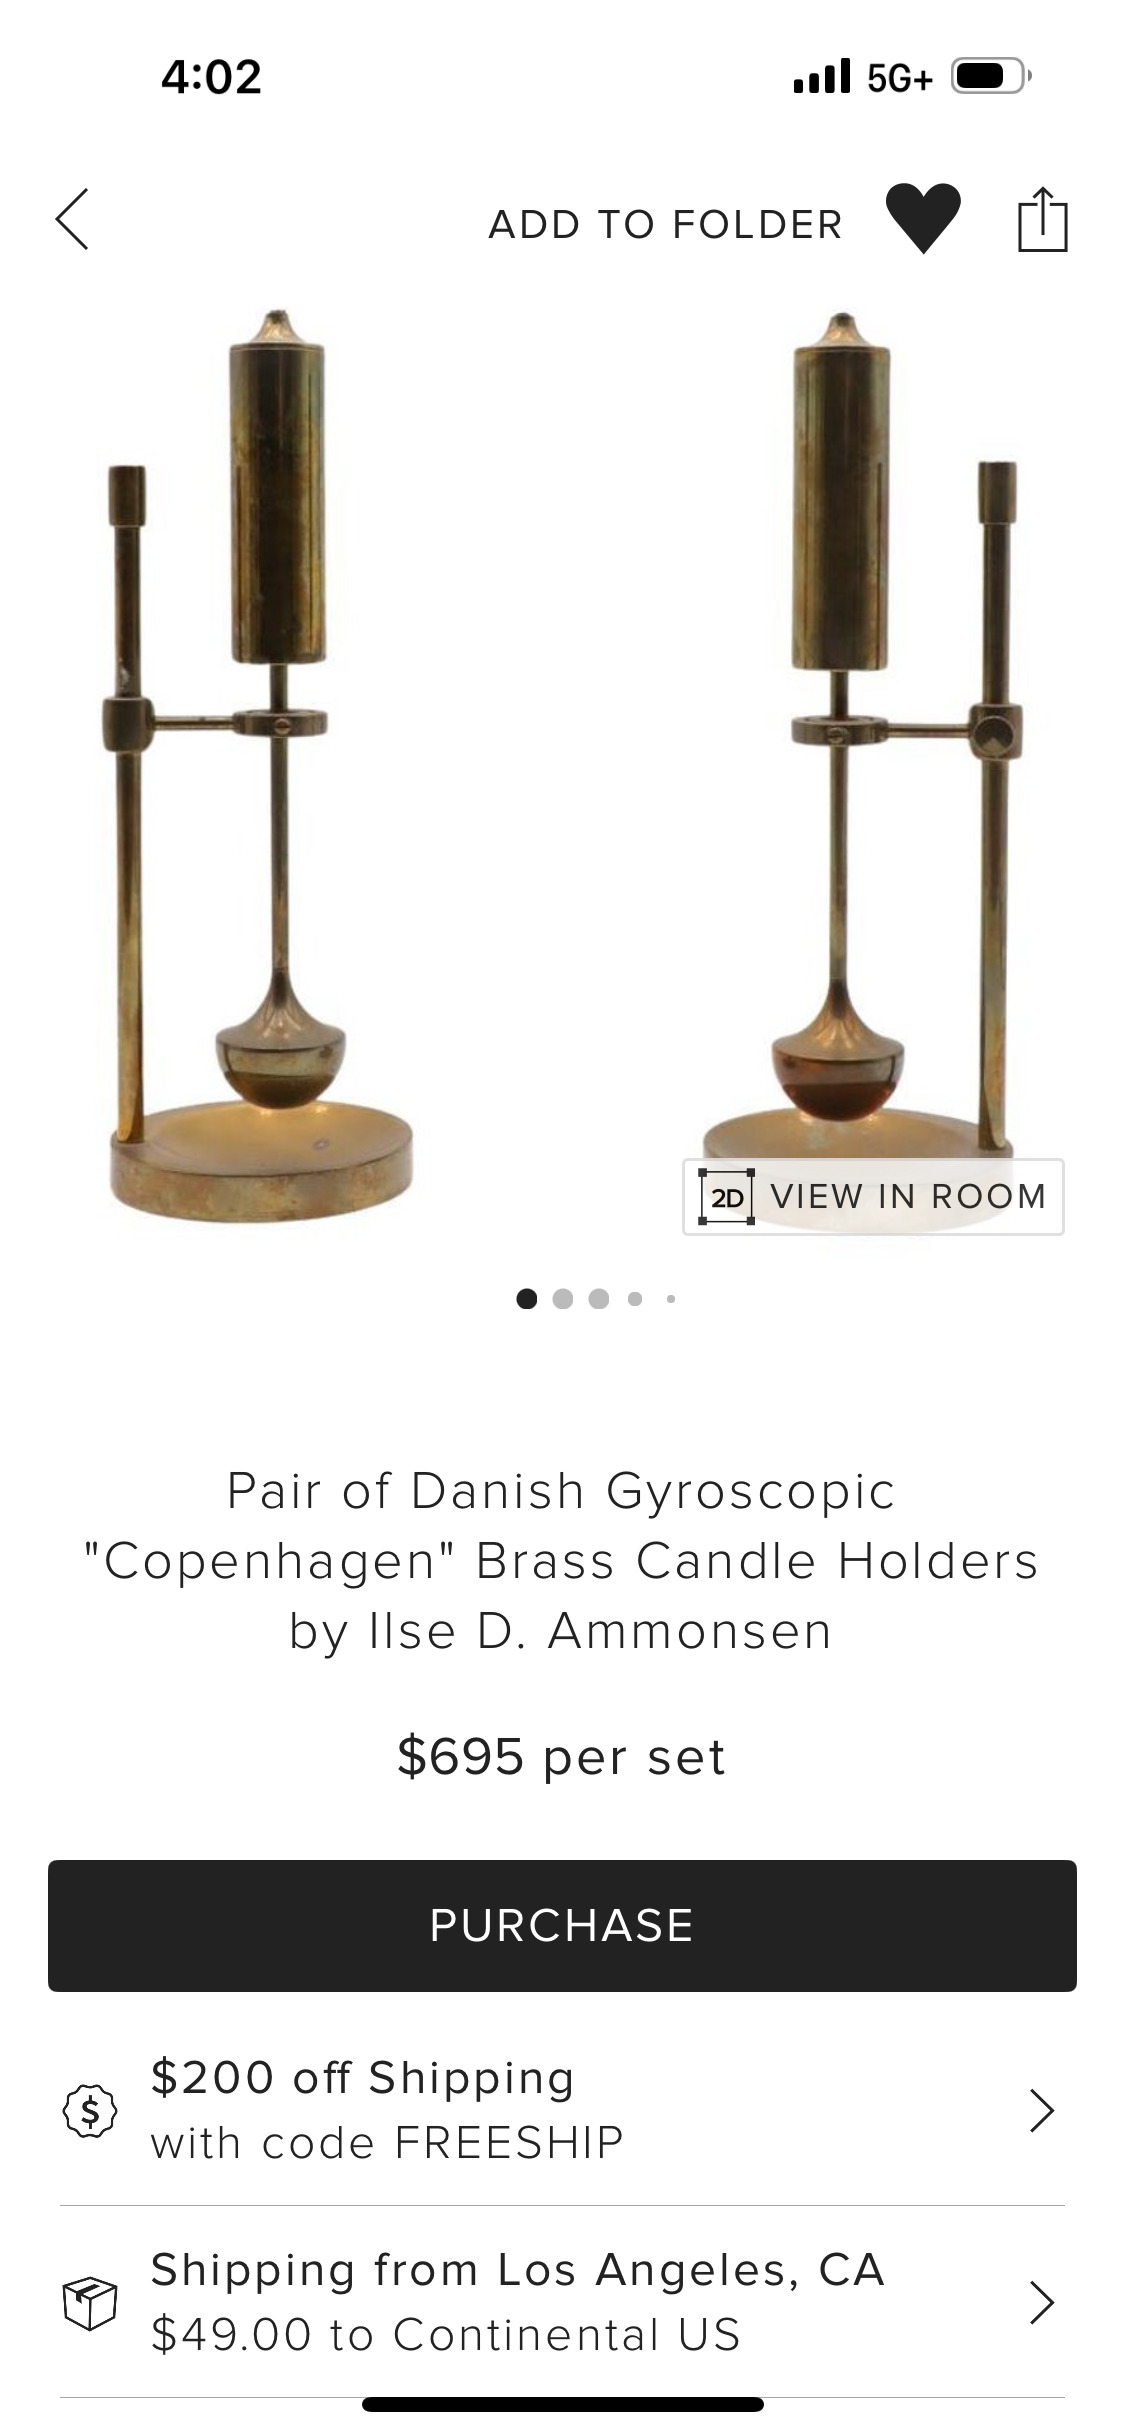 4:02 5G+
ADD TO FOLDER
2D VIEW IN ROOM
Pair of Danish Gyroscopic
"Copenhagen" Brass Candle Holders
by Ilse D. Ammonsen
$695 per set
PURCHASE
$200 off Shipping
with code FREESHIP
Shipping from Los Angeles, CA
$49.00 to Continental US